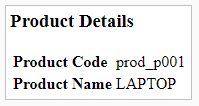 Product Details
Product Code prod_p001
Product Name LAPTOP